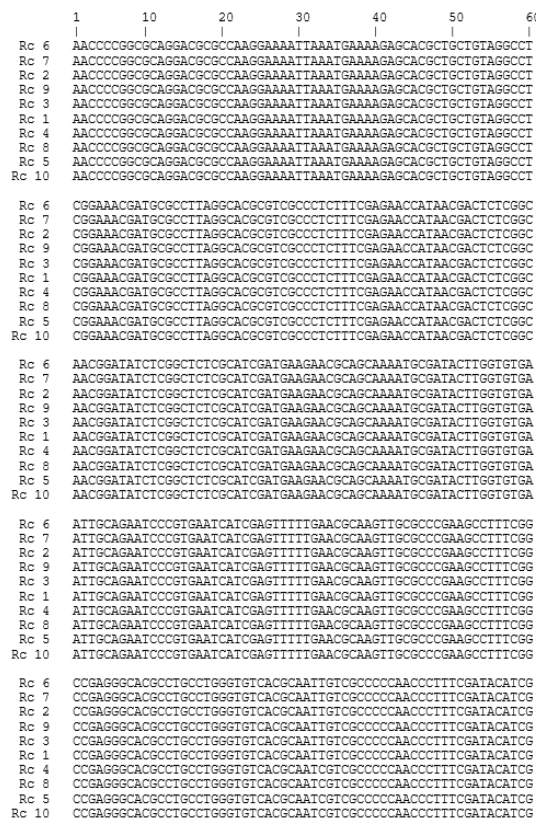 1 10 20 30 40 50 60
Rc 6 AACCCCGGCGCAGGACGCGCCAAGGAAAATTAAATGAAAAGAGCACGCTGCTGTAGGCCT
Rc 7 AACCCCGGCGCAGGACGCGCCAAGGAAAATTAAATGAAAAGAGCACGCTGCTGTAGGCCT
Rc 2 AACCCCGGCGCAGGACGCGCCAAGGAAAATTAAATGAAAAGAGCACGCTGCTGTAGGCCT
Rc 9 AACCCCGGCGCAGGACGCGCCAAGGAAAATTAAATGAAAAGAGCACGCTGCTGTAGGCCT
Rc 3 AACCCCGGCGCAGGACGCGCCAAGGAAAATTAAATGAAAAGAGCACGCTGCTGTAGGCCT
Rc 1 AACCCCGGCGCAGGACGCGCCAAGGAAAATTAAATGAAAAGAGCACGCTGCTGTAGGCCT
Rc 4 AACCCCGGCGCAGGACGCGCCAAGGAAAATTAAATGAAAAGAGCACGCTGCTGTAGGCCT
Rc 8 AACCCCGGCGCAGGACGCGCCAAGGAAAATTAAATGAAAAGAGCACGCTGCTGTAGGCCT
Rc 5 AACCCCGGCGCAGGACGCGCCAAGGAAAATTAAATGAAAAGAGCACGCTGCTGTAGGCCT
Rc 10 AACCCCGGCGCAGGACGCGCCAAGGAAAATTAAATGAAAAGAGCACGCTGCTGTAGGCCT
Rc 6 CGGAAACGATGCGCCTTAGGCACGCGTCGCCCTCTTTCGAGAACCATAACGACTCTCGGC
Rc 7 CGGAAACGATGCGCCTTAGGCACGCGTCGCCCTCTTTCGAGAACCATAACGACTCTCGGC
Rc 2 CGGAAACGATGCGCCTTAGGCACGCGTCGCCCTCTTTCGAGAACCATAACGACTCTCGGC
Rc 9 CGGAAACGATGCGCCTTAGGCACGCGTCGCCCTCTTTCGAGAACCATAACGACTCTCGGC
Rc 3 CGGAAACGATGCGCCTTAGGCACGCGTCGCCCTCTTTCGAGAACCATAACGACTCTCGGC
Rc 1 CGGAAACGATGCGCCTTAGGCACGCGTCGCCCTCTTTCGAGAACCATAACGACTCTCGGC
Rc 4 CGGAAACGATGCGCCTTAGGCACGCGTCGCCCTCTTTCGAGAACCATAACGACTCTCGGC
Rc 8 CGGAAACGATGCGCCTTAGGCACGCGTCGCCCTCTTTCGAGAACCATAACGACTCTCGGC
Rc 5 CGGAAACGATGCGCCTTAGGCACGCGTCGCCCTCTTTCGAGAACCATAACGACTCTCGGC
Rc 10 CGGAAACGATGCGCCTTAGGCACGCGTCGCCCTCTTTCGAGAACCATAACGACTCTCGGC
Rc 6 AACGGATATCTCGGCTCTCGCATCGATGAAGAACGCAGCAAAATGCGATACTTGGTGTGA
Rc 7 AACGGATATCTCGGCTCTCGCATCGATGAAGAACGCAGCAAAATGCGATACTTGGTGTGA
Rc 2 AACGGATATCTCGGCTCTCGCATCGATGAAGAACGCAGCAAAATGCGATACTTGGTGTGA
Rc 9 AACGGATATCTCGGCTCTCGCATCGATGAAGAACGCAGCAAAATGCGATACTTGGTGTGA
Rc 3 AACGGATATCTCGGCTCTCGCATCGATGAAGAACGCAGCAAAATGCGATACTTGGTGTGA
Rc 1 AACGGATATCTCGGCTCTCGCATCGATGAAGAACGCAGCAAAATGCGATACTTGGTGTGA
Rc 4 AACGGATATCTCGGCTCTCGCATCGATGAAGAACGCAGCAAAATGCGATACTTGGTGTGA
Rc 8 AACGGATATCTCGGCTCTCGCATCGATGAAGAACGCAGCAAAATGCGATACTTGGTGTGA
Rc 5 AACGGATATCTCGGCTCTCGCATCGATGAAGAACGCAGCAAAATGCGATACTTGGTGTGA
Rc 10 AACGGATATCTCGGCTCTCGCATCGATGAAGAACGCAGCAAAATGCGATACTTGGTGTGA
Rc 6 ATTGCAGAATCCCGTGAATCATCGAGTTTTTGAACGCAAGTTGCGCCCGAAGCCTTTCGG
Rc 7 ATTGCAGAATCCCGTGAATCATCGAGTTTTTGAACGCAAGTTGCGCCCGAAGCCTTTCGG
Rc 2 ATTGCAGAATCCCGTGAATCATCGAGTTTTTGAACGCAAGTTGCGCCCGAAGCCTTTCGG
Rc 9 ATTGCAGAATCCCGTGAATCATCGAGTTTTTGAACGCAAGTTGCGCCCGAAGCCTTTCGG
Rc 3 ATTGCAGAATCCCGTGAATCATCGAGTTTTTGAACGCAAGTTGCGCCCGAAGCCTTTCGG
Rc 1 ATTGCAGAATCCCGTGAATCATCGAGTTTTTGAACGCAAGTTGCGCCCGAAGCCTTTCGG
Rc 4 ATTGCAGAATCCCGTGAATCATCGAGTTTTTGAACGCAAGTTGCGCCCGAAGCCTTTCGG
Rc 8 ATTGCAGAATCCCGTGAATCATCGAGTTTTTGAACGCAAGTTGCGCCCGAAGCCTTTCGG
Rc 5 ATTGCAGAATCCCGTGAATCATCGAGTTTTTGAACGCAAGTTGCGCCCGAAGCCTTTCGG
Rc 10 ATTGCAGAATCCCGTGAATCATCGAGTTTTTGAACGCAAGTTGCGCCCGAAGCCTTTCGG
Rc 6 CCGAGGGCACGCCTGCCTGGGTGTCACGCAATTGTCGCCCCCAACCCTTTCGATACATCG
Rc 7 CCGAGGGCACGCCTGCCTGGGTGTCACGCAATTGTCGCCCCCAACCCTTTCGATACATCG
Rc 2 CCGAGGGCACGCCTGCCTGGGTGTCACGCAATTGTCGCCCCCAACCCTTTCGATACATCG
Rc 9 CCGAGGGCACGCCTGCCTGGGTGTCACGCAATTGTCGCCCCCAACCCTTTCGATACATCG
Rc 3 CCGAGGGCACGCCTGCCTGGGTGTCACGCAATTGTCGCCCCCAACCCTTTCGATACATCG
Rc 1 CCGAGGGCACGCCTGCCTGGGTGTCACGCAATTGTCGCCCCCAACCCTTTCGATACATCG
Rc 4 CCGAGGGCACGCCTGCCTGGGTGTCACGCAATCGTCGCCCCCAACCCTTTCGATACATCG
Rc 8 CCGAGGGCACGCCTGCCTGGGTGTCACGCAATCGTCGCCCCCAACCCTTTCGATACATCG
Rc 5 CCGAGGGCACGCCTGCCTGGGTGTCACGCAATCGTCGCCCCCAACCCTTTCGATACATCG
Rc 10 CCGAGGGCACGCCTGCCTGGGTGTCACGCAATCGTCGCCCCCAACCCTTTCGATACATCG